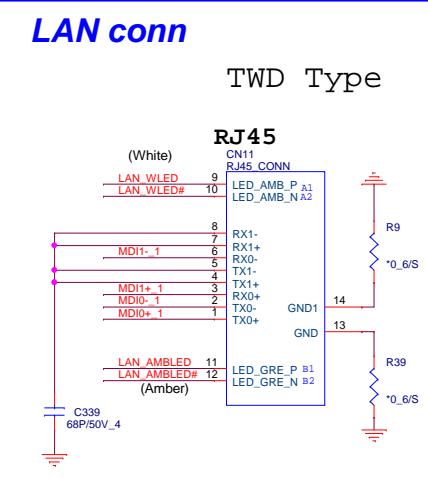 LAN conn
TWD Type
RJ45
(White)
CN11
RJ45_CONN
LAN_WLED 9 LED_AMB_P A1
LAN_WLED# 10 LED_AMB_N A2
8 RX1-
7 RX1+
MDI1-_1 6 RX0-
5 TX1-
4 TX1+
MDI1+_1 3 RX0+
MDI0-_1 2 TX0-
MDI0+_1 1 TX0+
GND1 14
GND 13
LAN_AMBLED 11 LED_GRE_P B1
LAN_AMBLED# 12 LED_GRE_N B2
(Amber)
R9
*0_6/S
R39
*0_6/S
C339
68P/50V_4